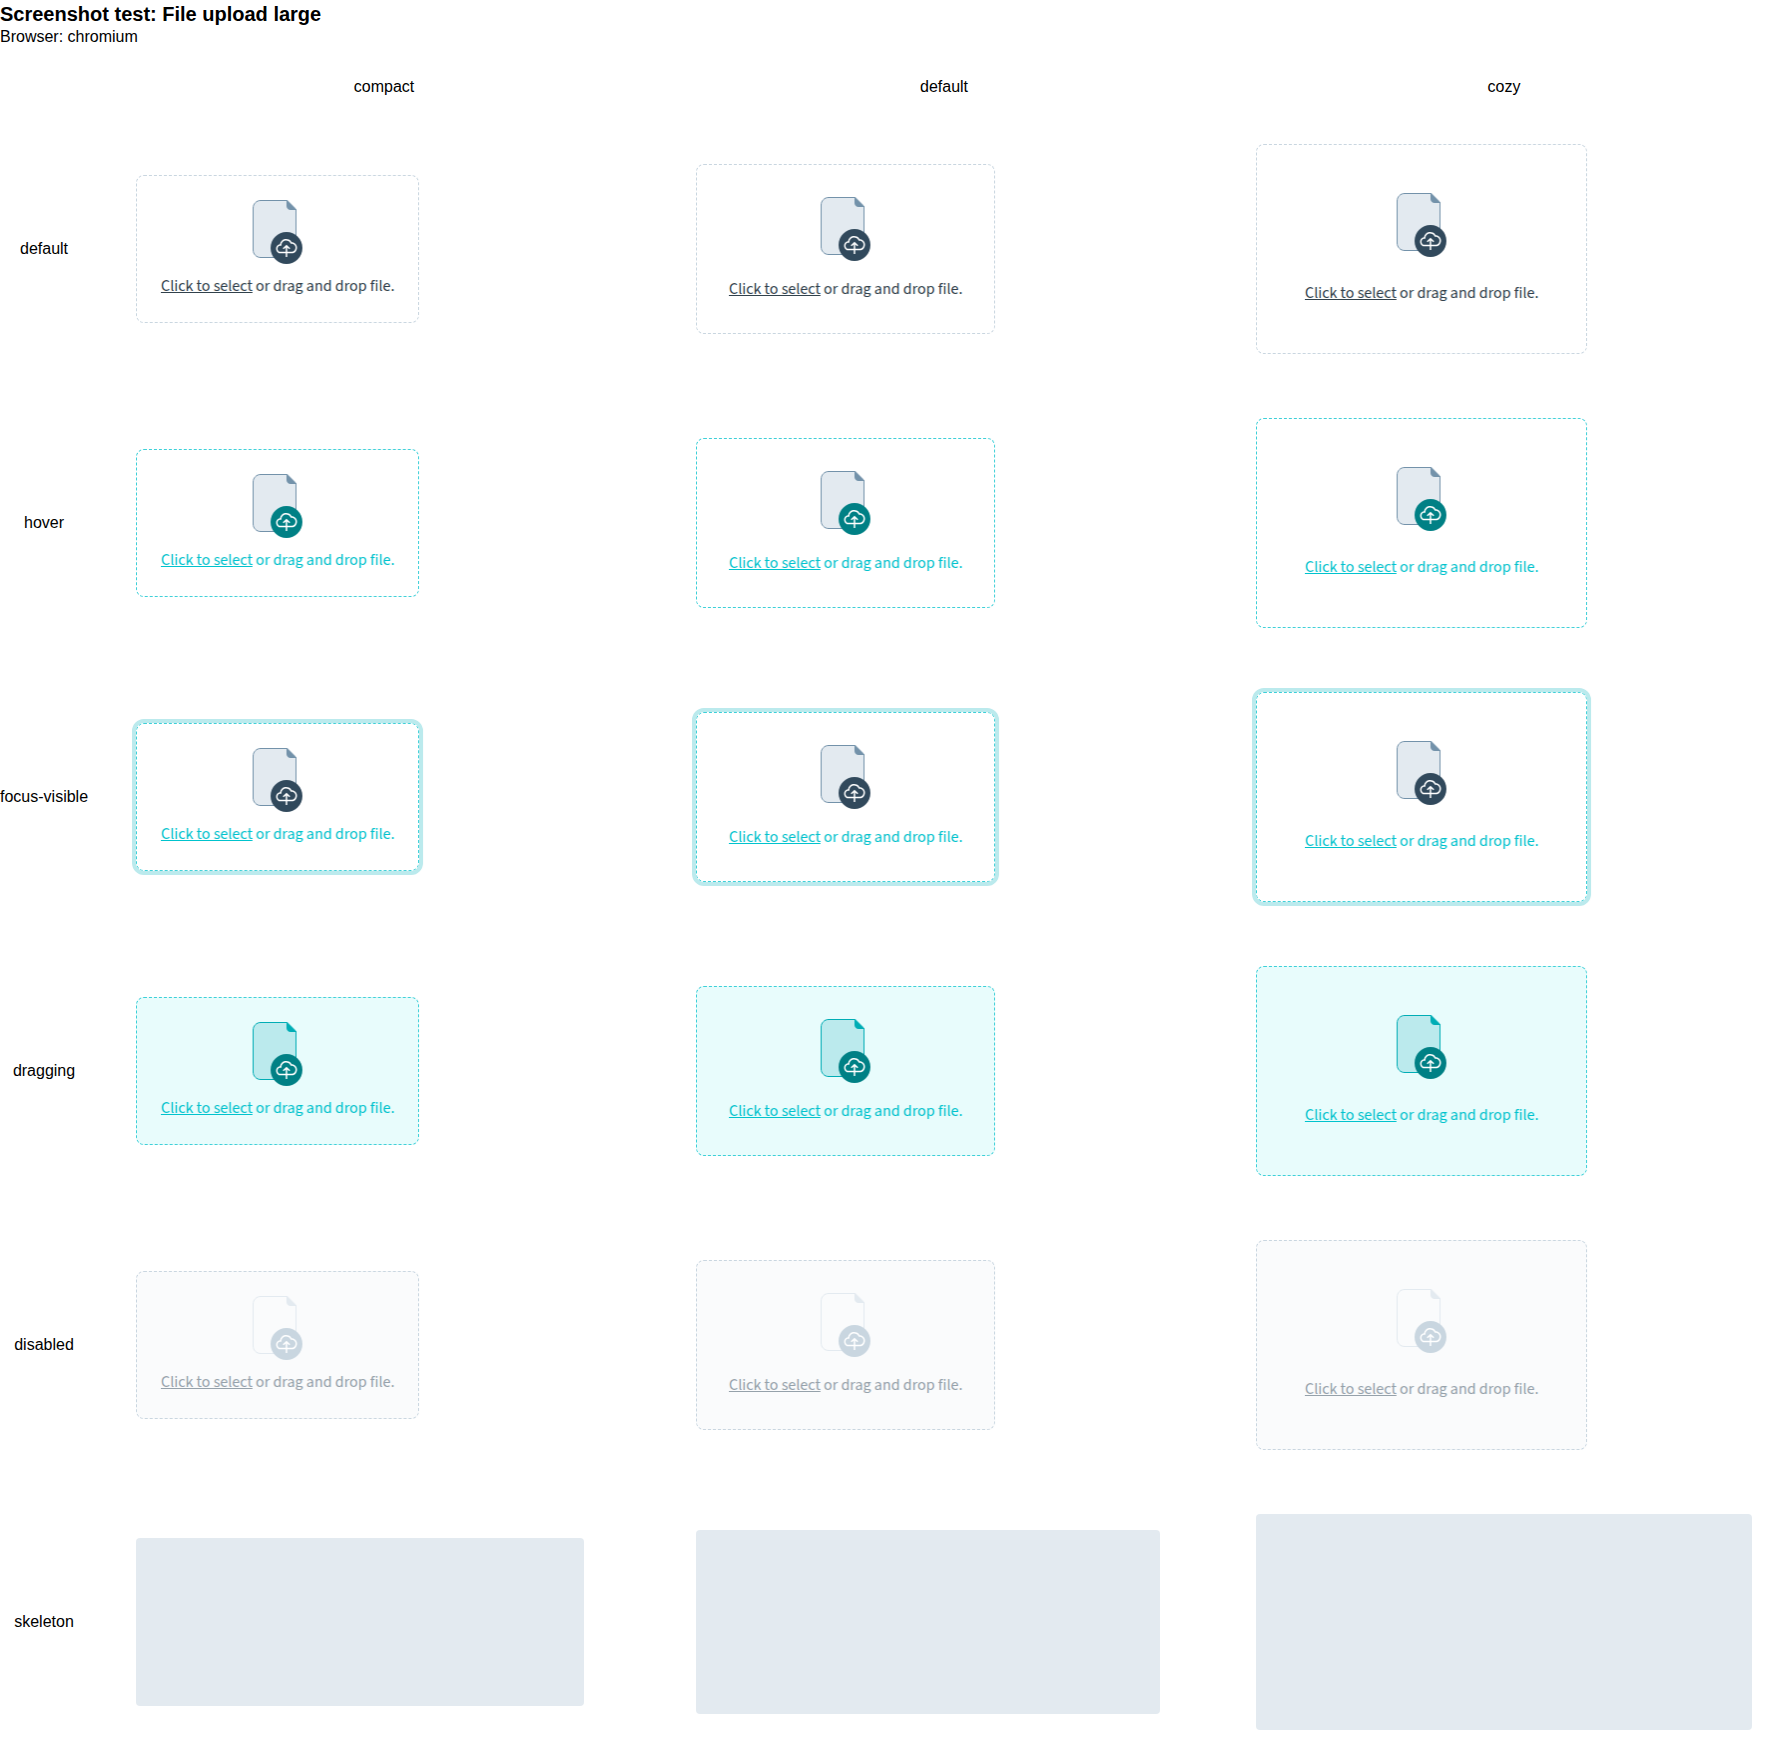 Screenshot test: File upload large
Browser: chromium
compact default cozy
default
Click to select or drag and drop file.
Click to select or drag and drop file.
Click to select or drag and drop file.
hover
Click to select or drag and drop file.
Click to select or drag and drop file.
Click to select or drag and drop file.
focus-visible
Click to select or drag and drop file.
Click to select or drag and drop file.
Click to select or drag and drop file.
dragging
Click to select or drag and drop file.
Click to select or drag and drop file.
Click to select or drag and drop file.
disabled
Click to select or drag and drop file.
Click to select or drag and drop file.
Click to select or drag and drop file.
skeleton